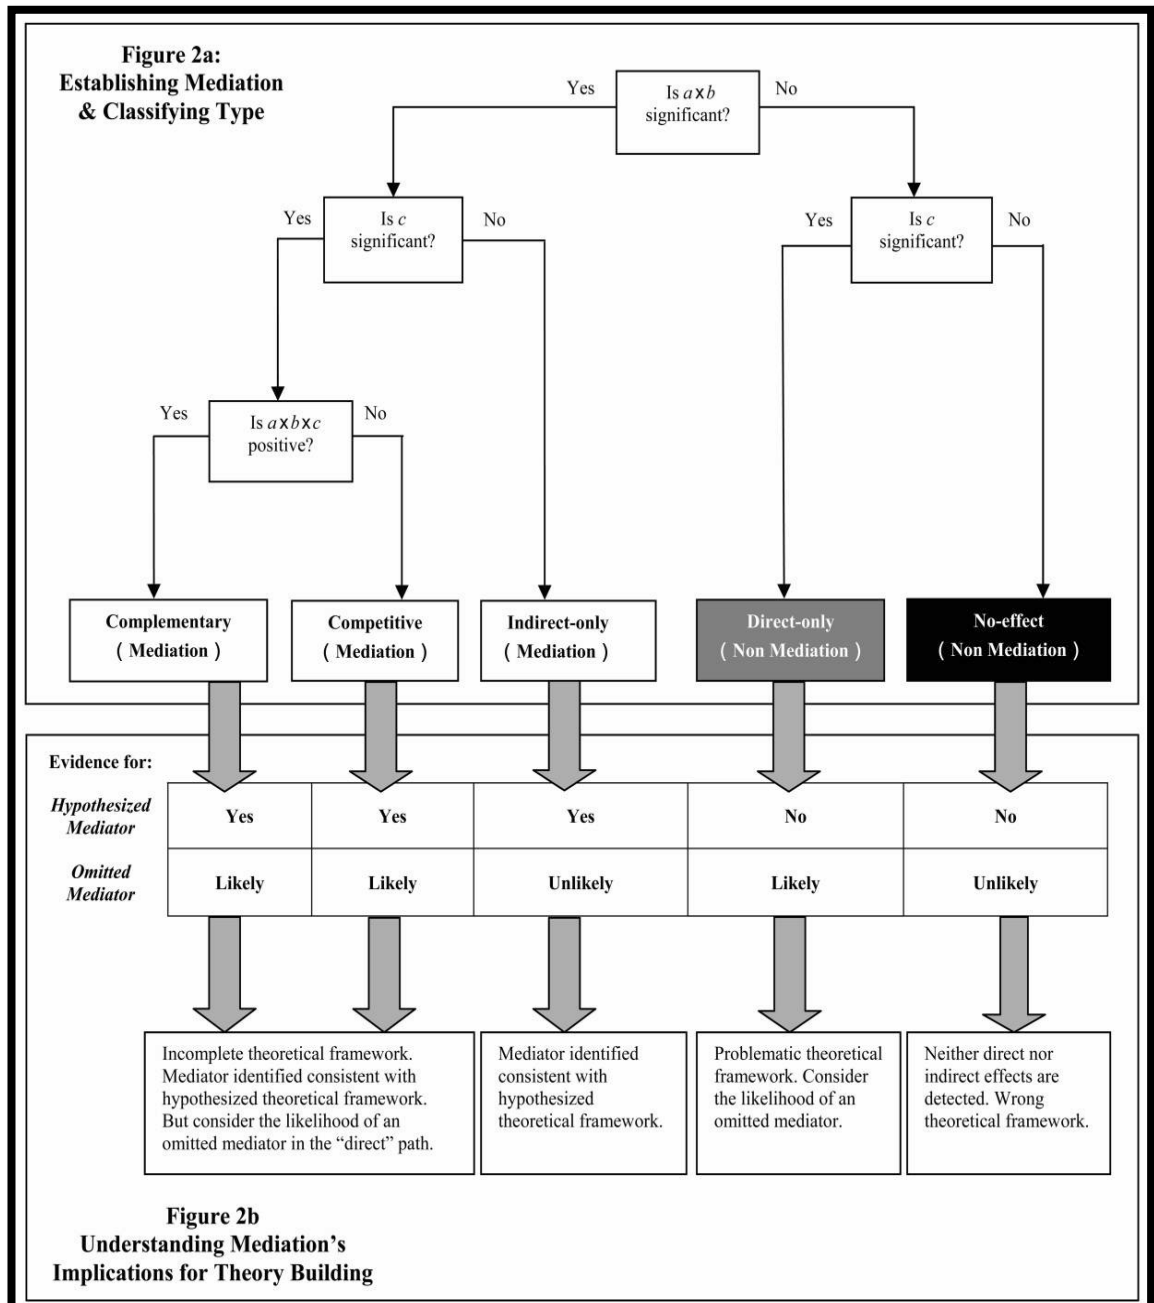 Figure 2a:
Establishing Mediation
& Classifying Type
Is a x b
significant?
Yes
No
Is c
significant?
Yes
No
Is c
significant?
Yes
No
Is a x b x c
positive?
Yes
No
Complementary
( Mediation )
Competitive
( Mediation )
Indirect-only
( Mediation )
Direct-only
( Non Mediation )
No-effect
( Non Mediation )
Evidence for:
Hypothesized
Mediator
Yes
Yes
Yes
No
No
Omitted
Mediator
Likely
Likely
Unlikely
Likely
Unlikely
Incomplete theoretical framework.
Mediator identified consistent with
hypothesized theoretical framework.
But consider the likelihood of an
omitted mediator in the “direct” path.
Mediator identified
consistent with
hypothesized
theoretical framework.
Problematic theoretical
framework. Consider
the likelihood of an
omitted mediator.
Neither direct nor
indirect effects are
detected. Wrong
theoretical framework.
Figure 2b
Understanding Mediation’s
Implications for Theory Building